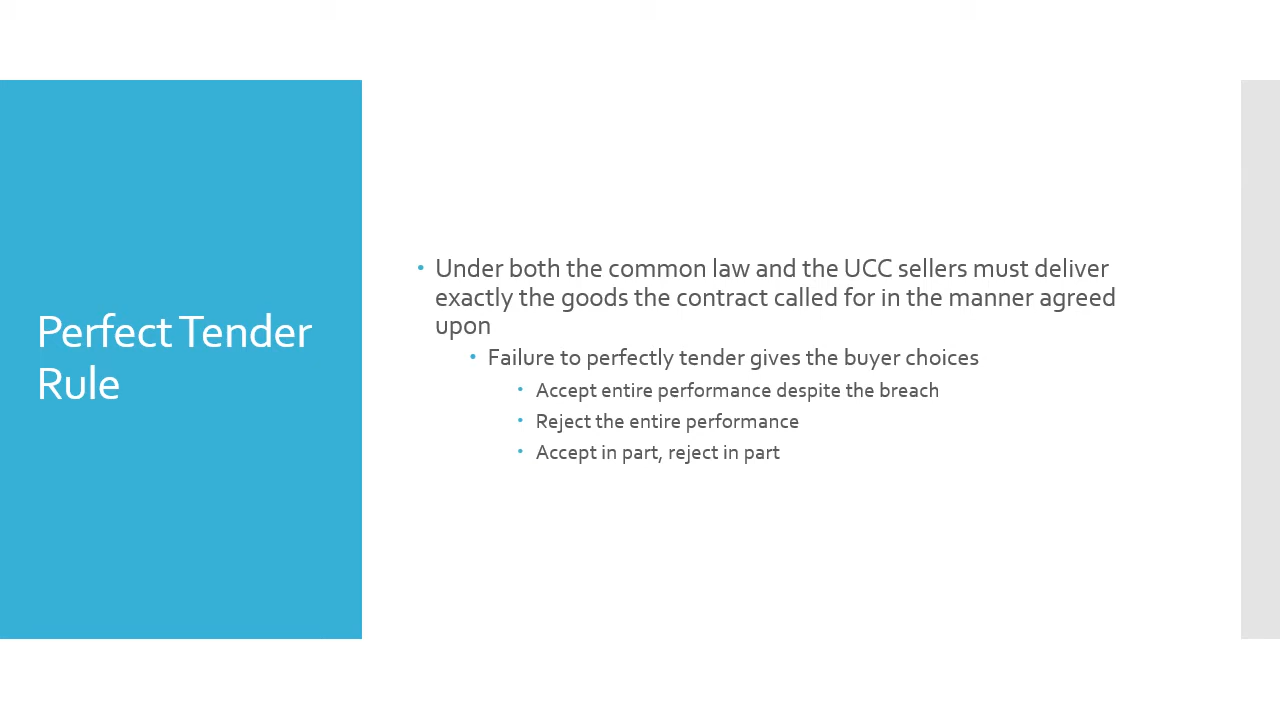 Perfect Tender
Rule
• Under both the common law and the UCC sellers must deliver
exactly the goods the contract called for in the manner agreed
upon
• Failure to perfectly tender gives the buyer choices
• Accept entire performance despite the breach
• Reject the entire performance
• Accept in part, reject in part